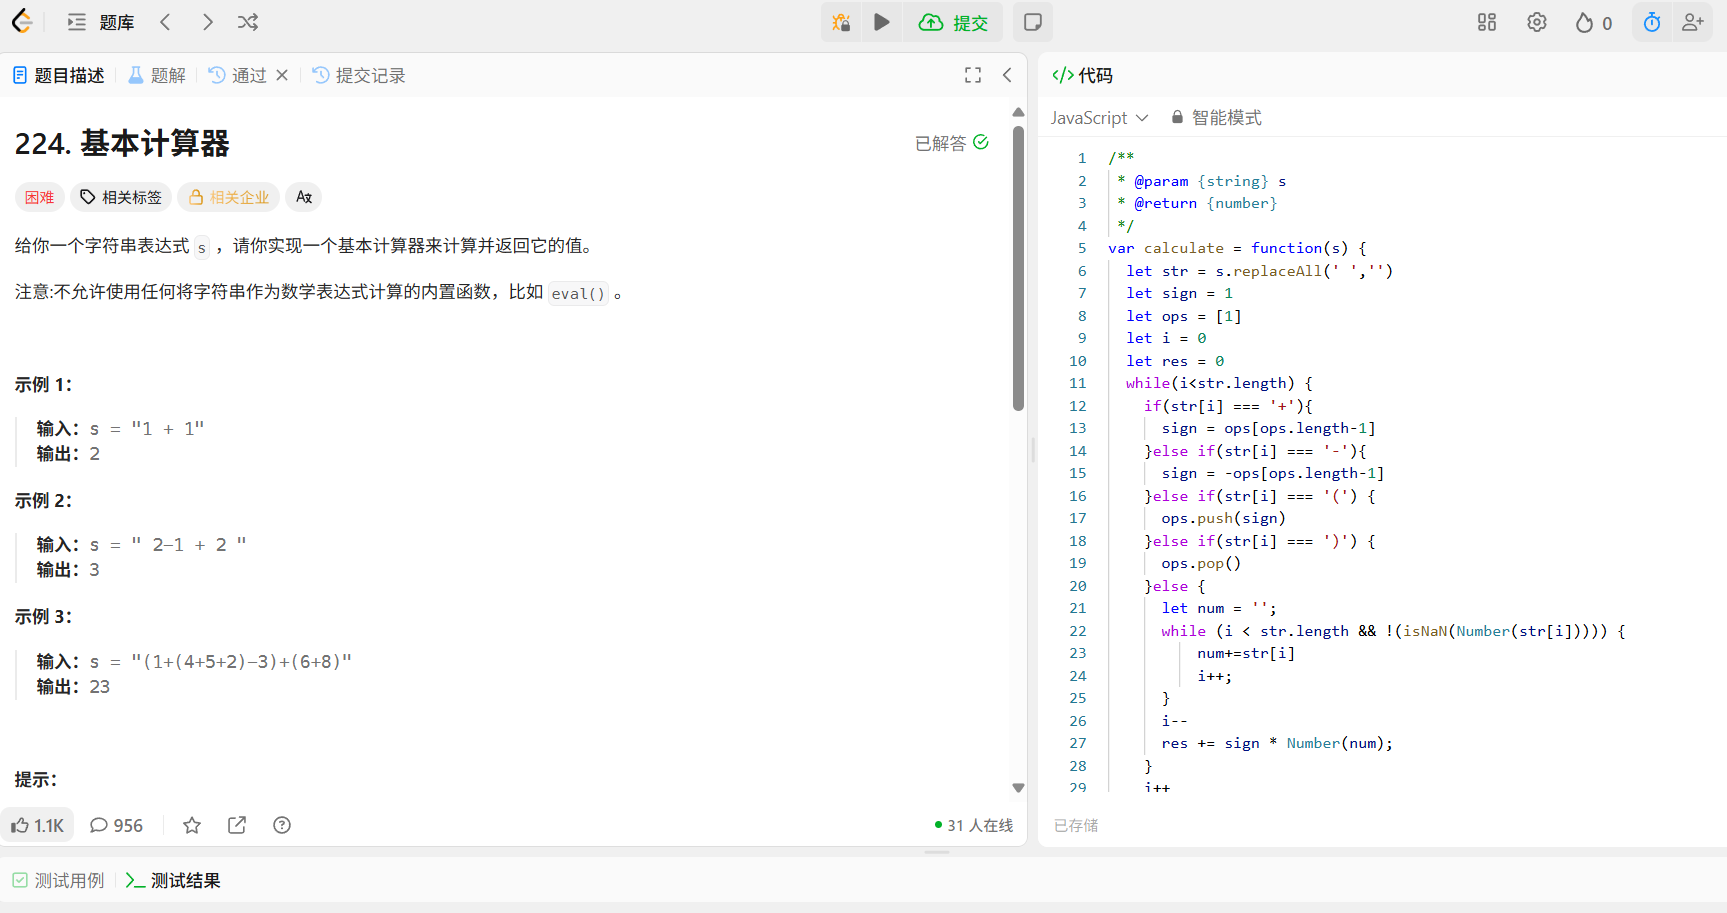 题库
提交
0
题目描述
题解
通过
提交记录
224. 基本计算器
已解答
困难
相关标签
相关企业
给你一个字符串表达式 s ，请你实现一个基本计算器来计算并返回它的值。
注意:不允许使用任何将字符串作为数学表达式计算的内置函数，比如 eval() 。
示例 1：
输入：s = "1 + 1"
输出：2
示例 2：
输入：s = " 2-1 + 2 "
输出：3
示例 3：
输入：s = "(1+(4+5+2)-3)+(6+8)"
输出：23
提示：
1.1K
956
31 人在线
代码
JavaScript
智能模式
1 /**
2 * @param {string} s
3 * @return {number}
4 */
5 var calculate = function(s) {
6 let str = s.replaceAll(' ','')
7 let sign = 1
8 let ops = [1]
9 let i = 0
10 let res = 0
11 while(i<str.length) {
12 if(str[i] === '+'){
13 sign = ops[ops.length-1]
14 }else if(str[i] === '-'){
15 sign = -ops[ops.length-1]
16 }else if(str[i] === '(') {
17 ops.push(sign)
18 }else if(str[i] === ')') {
19 ops.pop()
20 }else {
21 let num = '';
22 while (i < str.length && !(isNaN(Number(str[i])))) {
23 num+=str[i]
24 i++;
25 }
26 i--
27 res += sign * Number(num);
28 }
29 i++
已存储
测试用例
测试结果